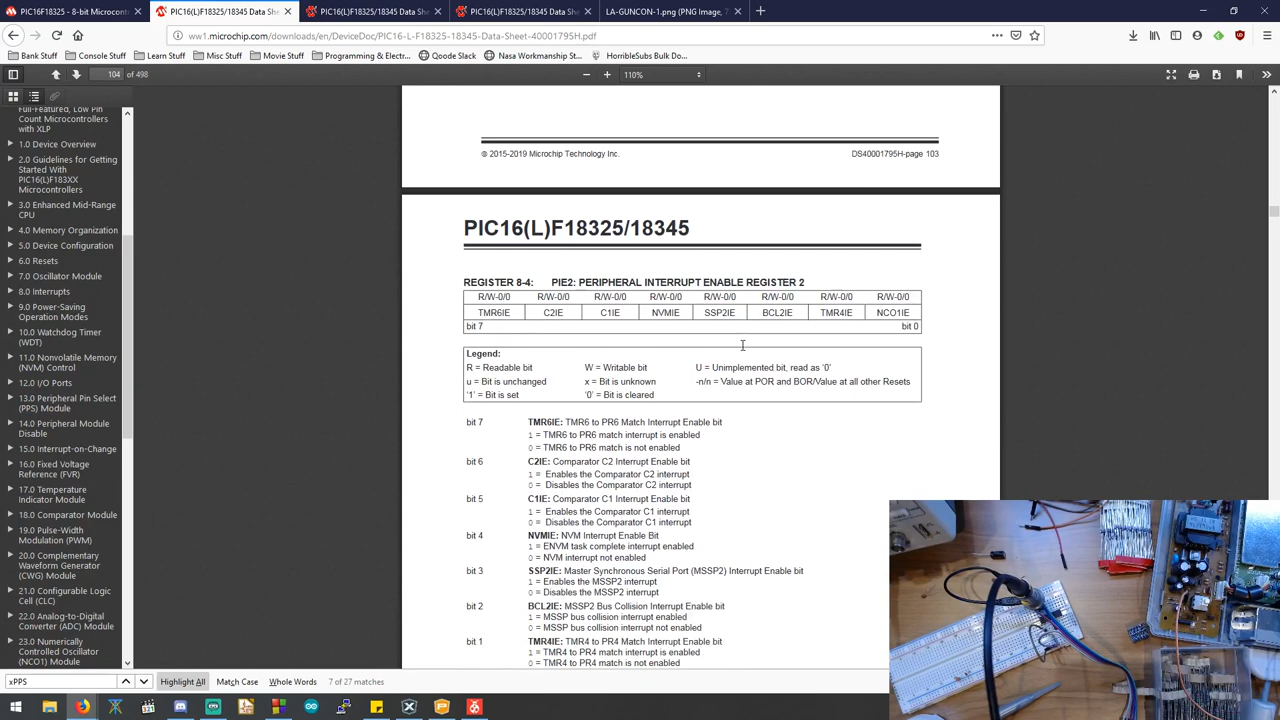 PIC16F18325 - 8-bit Microcont
PIC16(L)F18325/18345 Data She
PIC16(L)F18325/18345 Data She
PIC16(L)F18325/18345 Data She
LA-GUNCON-1.png (PNG Image, 7
ww1.microchip.com/downloads/en/DeviceDoc/PIC16-L-F18325-18345-Data-Sheet-40001795H.pdf
Bank Stuff
Console Stuff
Learn Stuff
Misc Stuff
Movie Stuff
Programming & Electr...
Qoode Slack
Nasa Workmanship St...
HorribleSubs Bulk Do...
104 of 498
110%
Full-Featured, Low Pin
Count Microcontrollers
with XLP
1.0 Device Overview
2.0 Guidelines for Getting
Started With
PIC16(L)F183XX
Microcontrollers
3.0 Enhanced Mid-Range
CPU
4.0 Memory Organization
5.0 Device Configuration
6.0 Resets
7.0 Oscillator Module
8.0 Interrupts
9.0 Power-Saving
Operation Modes
10.0 Watchdog Timer
(WDT)
11.0 Nonvolatile Memory
(NVM) Control
12.0 I/O Ports
13.0 Peripheral Pin Select
(PPS) Module
14.0 Peripheral Module
Disable
15.0 Interrupt-on-Change
16.0 Fixed Voltage
Reference (FVR)
17.0 Temperature
Indicator Module
18.0 Comparator Module
19.0 Pulse-Width
Modulation (PWM)
20.0 Complementary
Waveform Generator
(CWG) Module
21.0 Configurable Logic
Cell (CLC)
22.0 Analog-to-Digital
Converter (ADC) Module
23.0 Numerically
Controlled Oscillator
(NCO1) Module
© 2015-2019 Microchip Technology Inc.
DS40001795H-page 103
PIC16(L)F18325/18345
REGISTER 8-4: PIE2: PERIPHERAL INTERRUPT ENABLE REGISTER 2
R/W-0/0 R/W-0/0 R/W-0/0 R/W-0/0 R/W-0/0 R/W-0/0 R/W-0/0 R/W-0/0
TMR6IE C2IE C1IE NVMIE SSP2IE BCL2IE TMR4IE NCO1IE
bit 7 bit 0
Legend:
R = Readable bit W = Writable bit U = Unimplemented bit, read as ‘0’
u = Bit is unchanged x = Bit is unknown -n/n = Value at POR and BOR/Value at all other Resets
‘1’ = Bit is set ‘0’ = Bit is cleared
bit 7 TMR6IE: TMR6 to PR6 Match Interrupt Enable bit
1 = TMR6 to PR6 match interrupt is enabled
0 = TMR6 to PR6 match is not enabled
bit 6 C2IE: Comparator C2 Interrupt Enable bit
1 = Enables the Comparator C2 interrupt
0 = Disables the Comparator C2 interrupt
bit 5 C1IE: Comparator C1 Interrupt Enable bit
1 = Enables the Comparator C1 interrupt
0 = Disables the Comparator C1 interrupt
bit 4 NVMIE: NVM Interrupt Enable Bit
1 = ENVM task complete interrupt enabled
0 = NVM interrupt not enabled
bit 3 SSP2IE: Master Synchronous Serial Port (MSSP2) Interrupt Enable bit
1 = Enables the MSSP2 interrupt
0 = Disables the MSSP2 interrupt
bit 2 BCL2IE: MSSP2 Bus Collision Interrupt Enable bit
1 = MSSP bus collision interrupt enabled
0 = MSSP bus collision interrupt not enabled
bit 1 TMR4IE: TMR4 to PR4 Match Interrupt Enable bit
1 = TMR4 to PR4 match interrupt is enabled
0 = TMR4 to PR4 match is not enabled
xPPS
Highlight All
Match Case
Whole Words
7 of 27 matches